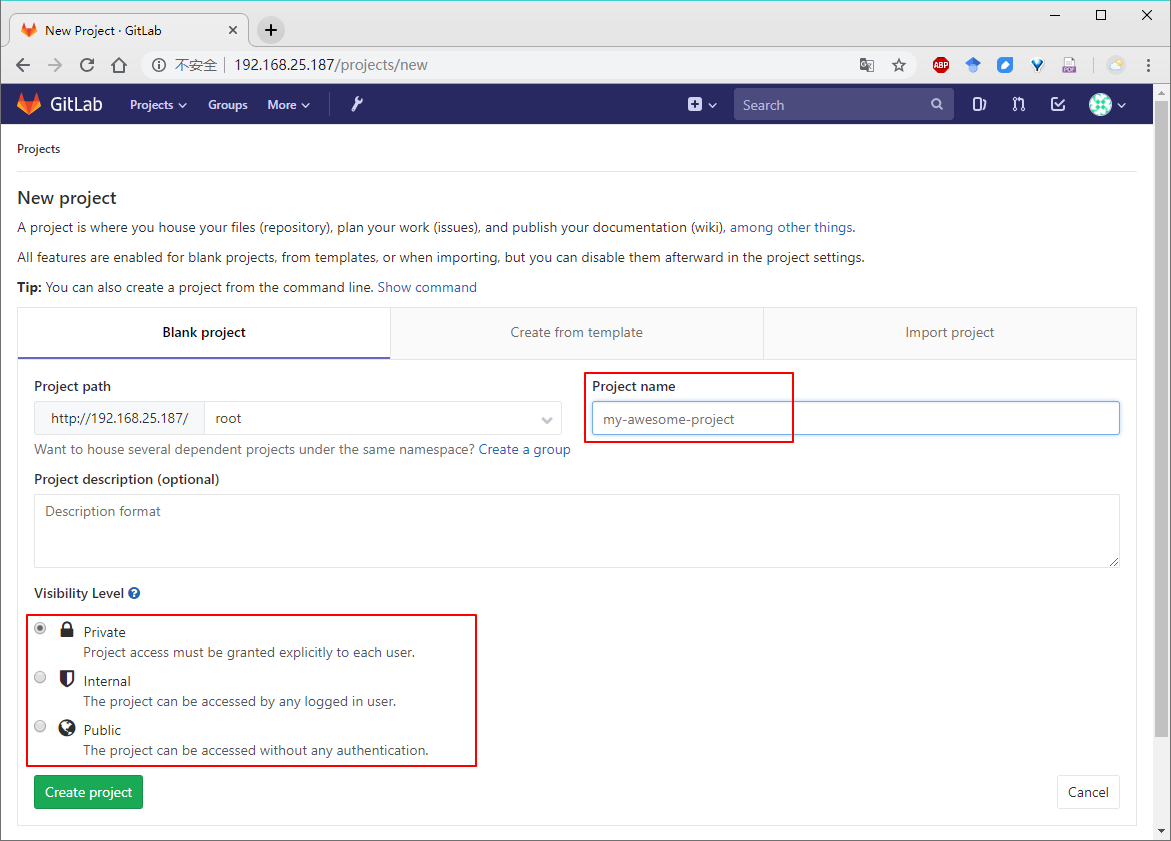 New Project · GitLab
不安全 | 192.168.25.187/projects/new
ABP
PDF
GitLab Projects Groups More Search
Projects
New project
A project is where you house your files (repository), plan your work (issues), and publish your documentation (wiki), among other things.
All features are enabled for blank projects, from templates, or when importing, but you can disable them afterward in the project settings.
Tip: You can also create a project from the command line. Show command
Blank project Create from template Import project
Project path Project name
http://192.168.25.187/ root my-awesome-project
Want to house several dependent projects under the same namespace? Create a group
Project description (optional)
Description format
Visibility Level ?
Private
Project access must be granted explicitly to each user.
Internal
The project can be accessed by any logged in user.
Public
The project can be accessed without any authentication.
Create project Cancel